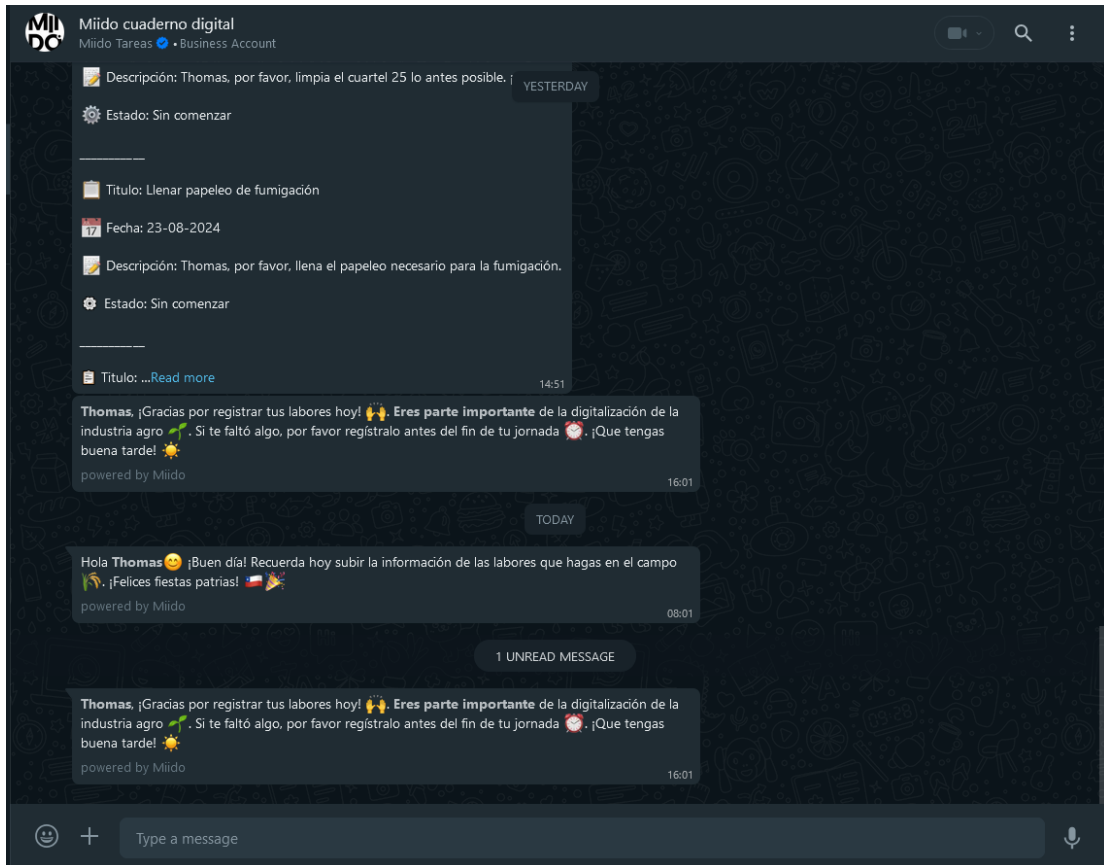 Miido cuaderno digital
Miido Tareas • Business Account
Descripción: Thomas, por favor, limpia el cuartel 25 lo antes posible. ¡
YESTERDAY
Estado: Sin comenzar
___________
Titulo: Llenar papeleo de fumigación
17 Fecha: 23-08-2024
Descripción: Thomas, por favor, llena el papeleo necesario para la fumigación.
Estado: Sin comenzar
___________
Titulo: ...Read more
14:51
Thomas, ¡Gracias por registrar tus labores hoy! 🙌. Eres parte importante de la digitalización de la
industria agro 🌱. Si te faltó algo, por favor regístralo antes del fin de tu jornada ⏰. ¡Que tengas
buena tarde! ☀️
powered by Miido
16:01
TODAY
Hola Thomas😊 ¡Buen día! Recuerda hoy subir la información de las labores que hagas en el campo
🌾. ¡Felices fiestas patrias! 🇨🇱🎉
powered by Miido
08:01
1 UNREAD MESSAGE
Thomas, ¡Gracias por registrar tus labores hoy! 🙌. Eres parte importante de la digitalización de la
industria agro 🌱. Si te faltó algo, por favor regístralo antes del fin de tu jornada ⏰. ¡Que tengas
buena tarde! ☀️
powered by Miido
16:01
Type a message